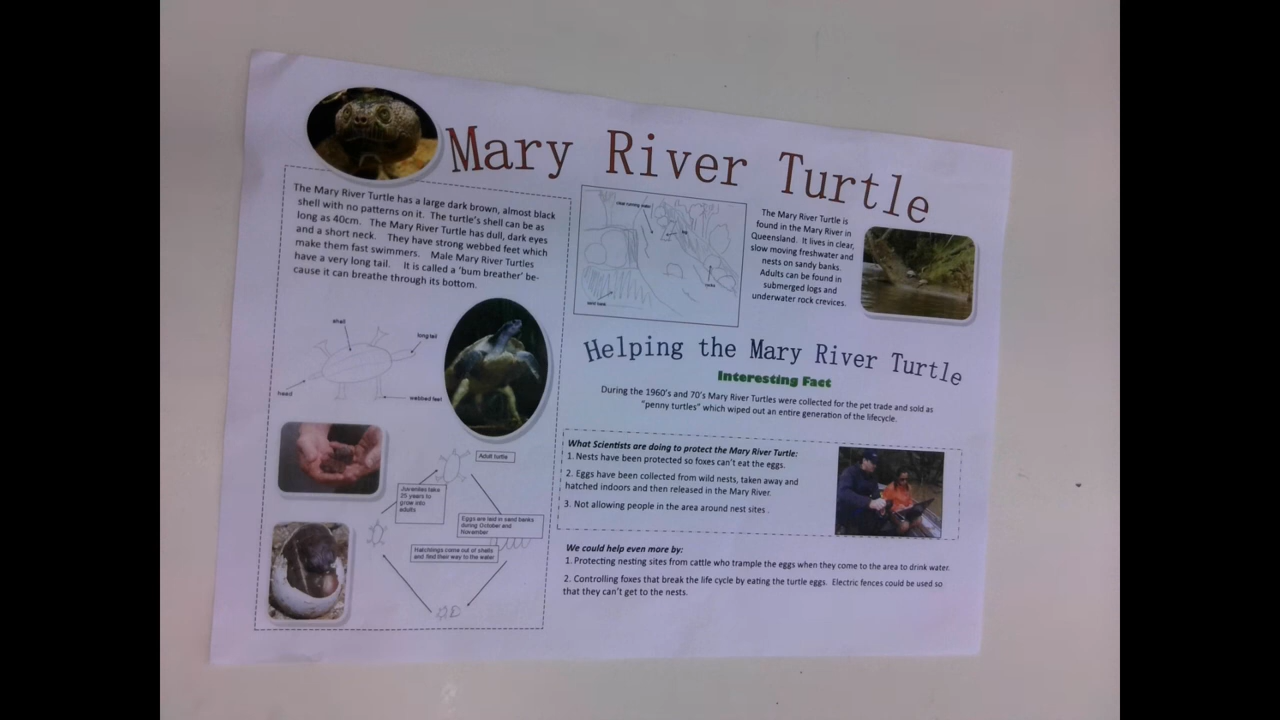 Mary River Turtle
The Mary River Turtle has a large dark brown, almost black
shell with no patterns on it. The turtle's shell can be as
long as 40cm. The Mary River Turtle has dull, dark eyes
and a short neck. They have strong webbed feet which
make them fast swimmers. Male Mary River Turtles
have a very long tail. It is called a 'bum breather' be-
cause it can breathe through its bottom.
shell
long tail
head
webbed feet
Adult turtle
Juveniles take
25 years to
grow into
adults
Eggs are laid in sand banks
during October and
November
Hatchlings come out of shells
and find their way to the water
clear running water
log
rocks
sand bank
The Mary River Turtle is
found in the Mary River in
Queensland. It lives in clear,
slow moving freshwater and
nests on sandy banks.
Adults can be found in
submerged logs and
underwater rock crevices.
Helping the Mary River Turtle
Interesting Fact
During the 1960's and 70's Mary River Turtles were collected for the pet trade and sold as
"penny turtles" which wiped out an entire generation of the lifecycle.
What Scientists are doing to protect the Mary River Turtle:
1. Nests have been protected so foxes can't eat the eggs.
2. Eggs have been collected from wild nests, taken away and
hatched indoors and then released in the Mary River.
3. Not allowing people in the area around nest sites .
We could help even more by:
1. Protecting nesting sites from cattle who trample the eggs when they come to the area to drink water.
2. Controlling foxes that break the life cycle by eating the turtle eggs. Electric fences could be used so
that they can't get to the nests.